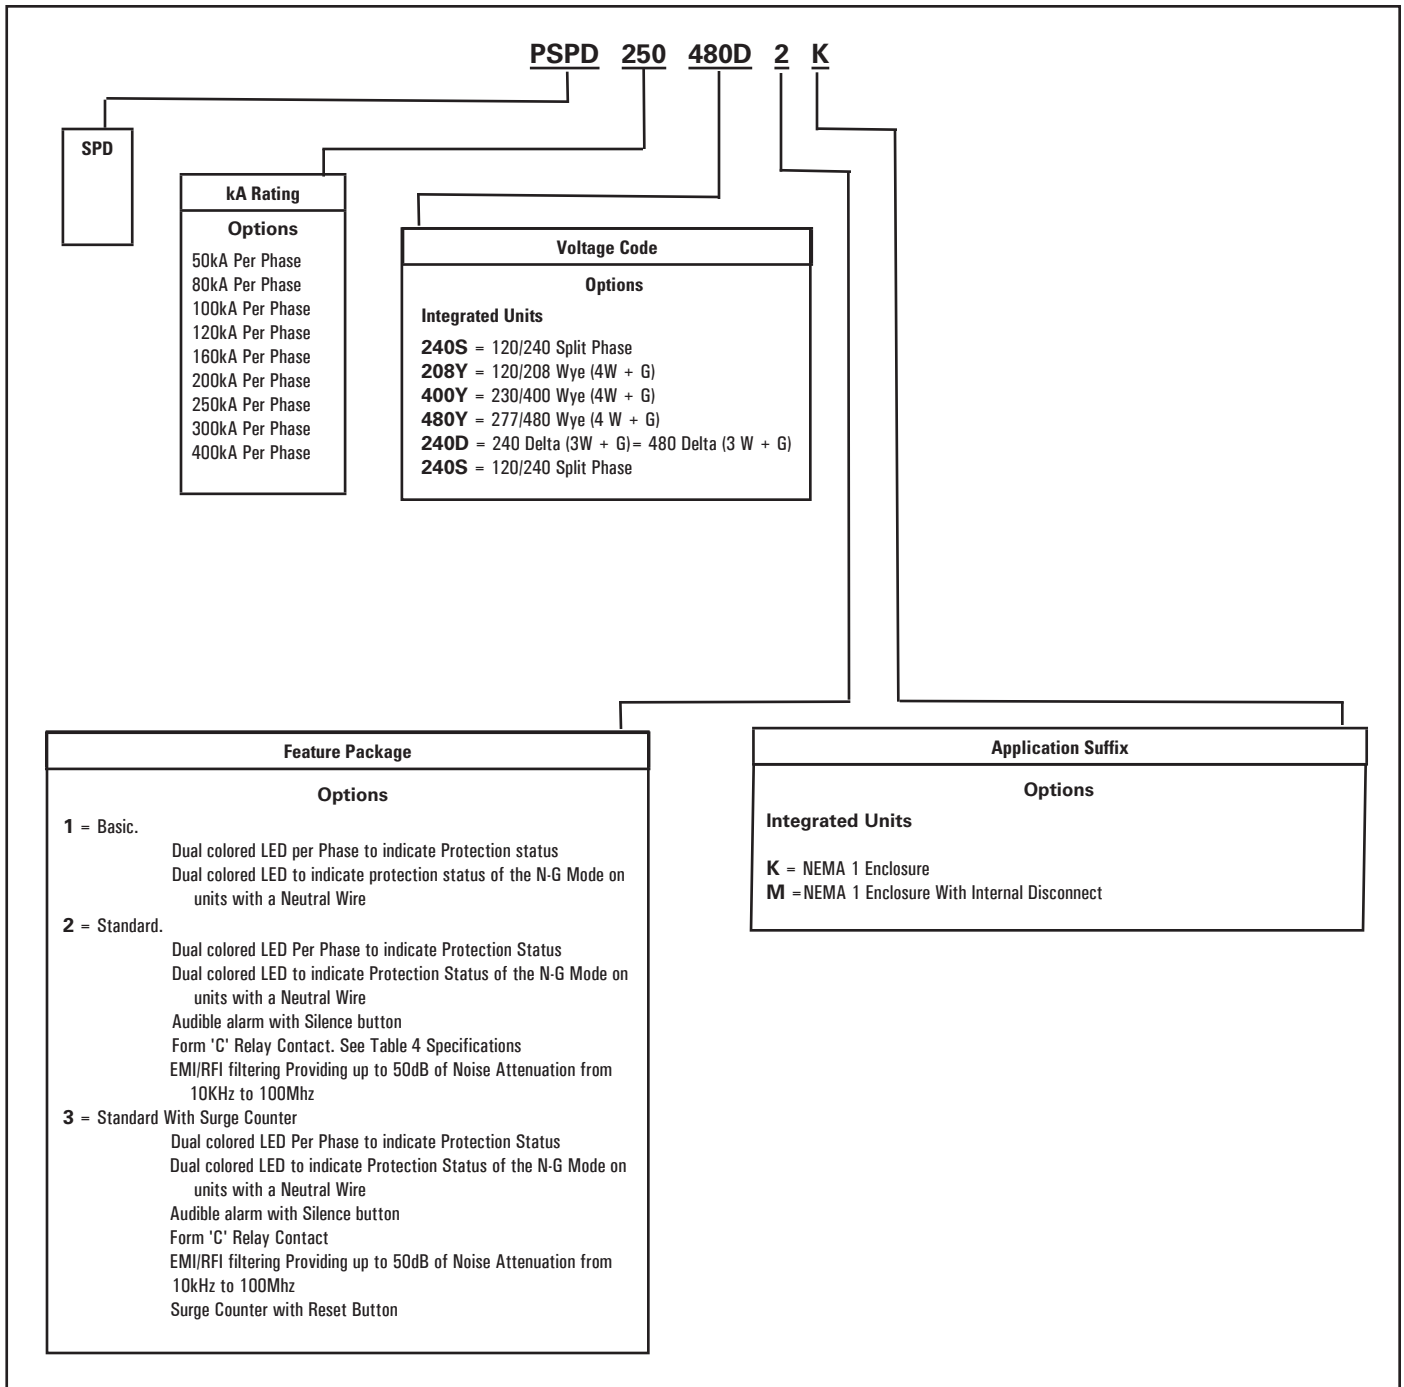 PSPD 250 480D 2 K
SPD
kA Rating
Options
50kA Per Phase
80kA Per Phase
100kA Per Phase
120kA Per Phase
160kA Per Phase
200kA Per Phase
250kA Per Phase
300kA Per Phase
400kA Per Phase
Voltage Code
Options
Integrated Units
240S = 120/240 Split Phase
208Y = 120/208 Wye (4W + G)
400Y = 230/400 Wye (4W + G)
480Y = 277/480 Wye (4 W + G)
240D = 240 Delta (3W + G)= 480 Delta (3 W + G)
240S = 120/240 Split Phase
Feature Package
Options
1 = Basic.
Dual colored LED per Phase to indicate Protection status
Dual colored LED to indicate protection status of the N-G Mode on
units with a Neutral Wire
2 = Standard.
Dual colored LED Per Phase to indicate Protection Status
Dual colored LED to indicate Protection Status of the N-G Mode on
units with a Neutral Wire
Audible alarm with Silence button
Form 'C' Relay Contact. See Table 4 Specifications
EMI/RFI filtering Providing up to 50dB of Noise Attenuation from
10KHz to 100Mhz
3 = Standard With Surge Counter
Dual colored LED Per Phase to indicate Protection Status
Dual colored LED to indicate Protection Status of the N-G Mode on
units with a Neutral Wire
Audible alarm with Silence button
Form 'C' Relay Contact
EMI/RFI filtering Providing up to 50dB of Noise Attenuation from
10kHz to 100Mhz
Surge Counter with Reset Button
Application Suffix
Options
Integrated Units
K = NEMA 1 Enclosure
M =NEMA 1 Enclosure With Internal Disconnect